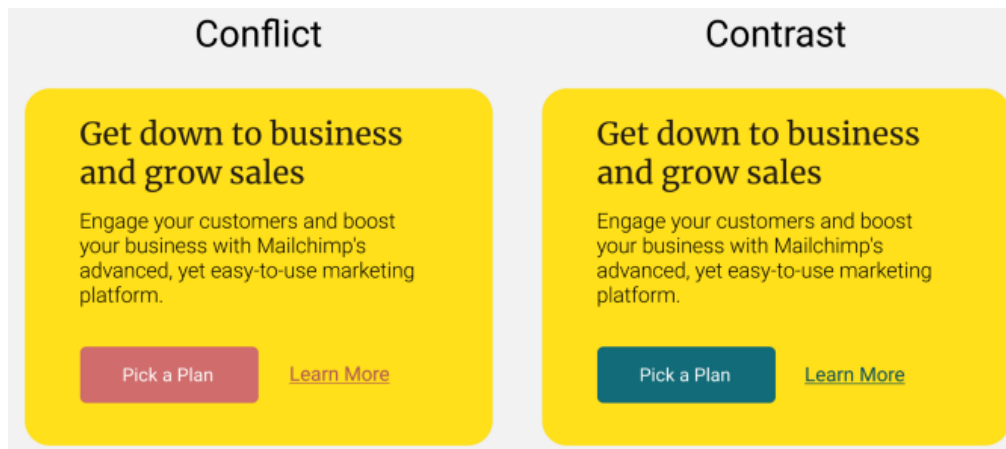 Conflict
Get down to business
and grow sales
Engage your customers and boost
your business with Mailchimp's
advanced, yet easy-to-use marketing
platform.
Pick a Plan
Learn More
Contrast
Get down to business
and grow sales
Engage your customers and boost
your business with Mailchimp's
advanced, yet easy-to-use marketing
platform.
Pick a Plan
Learn More